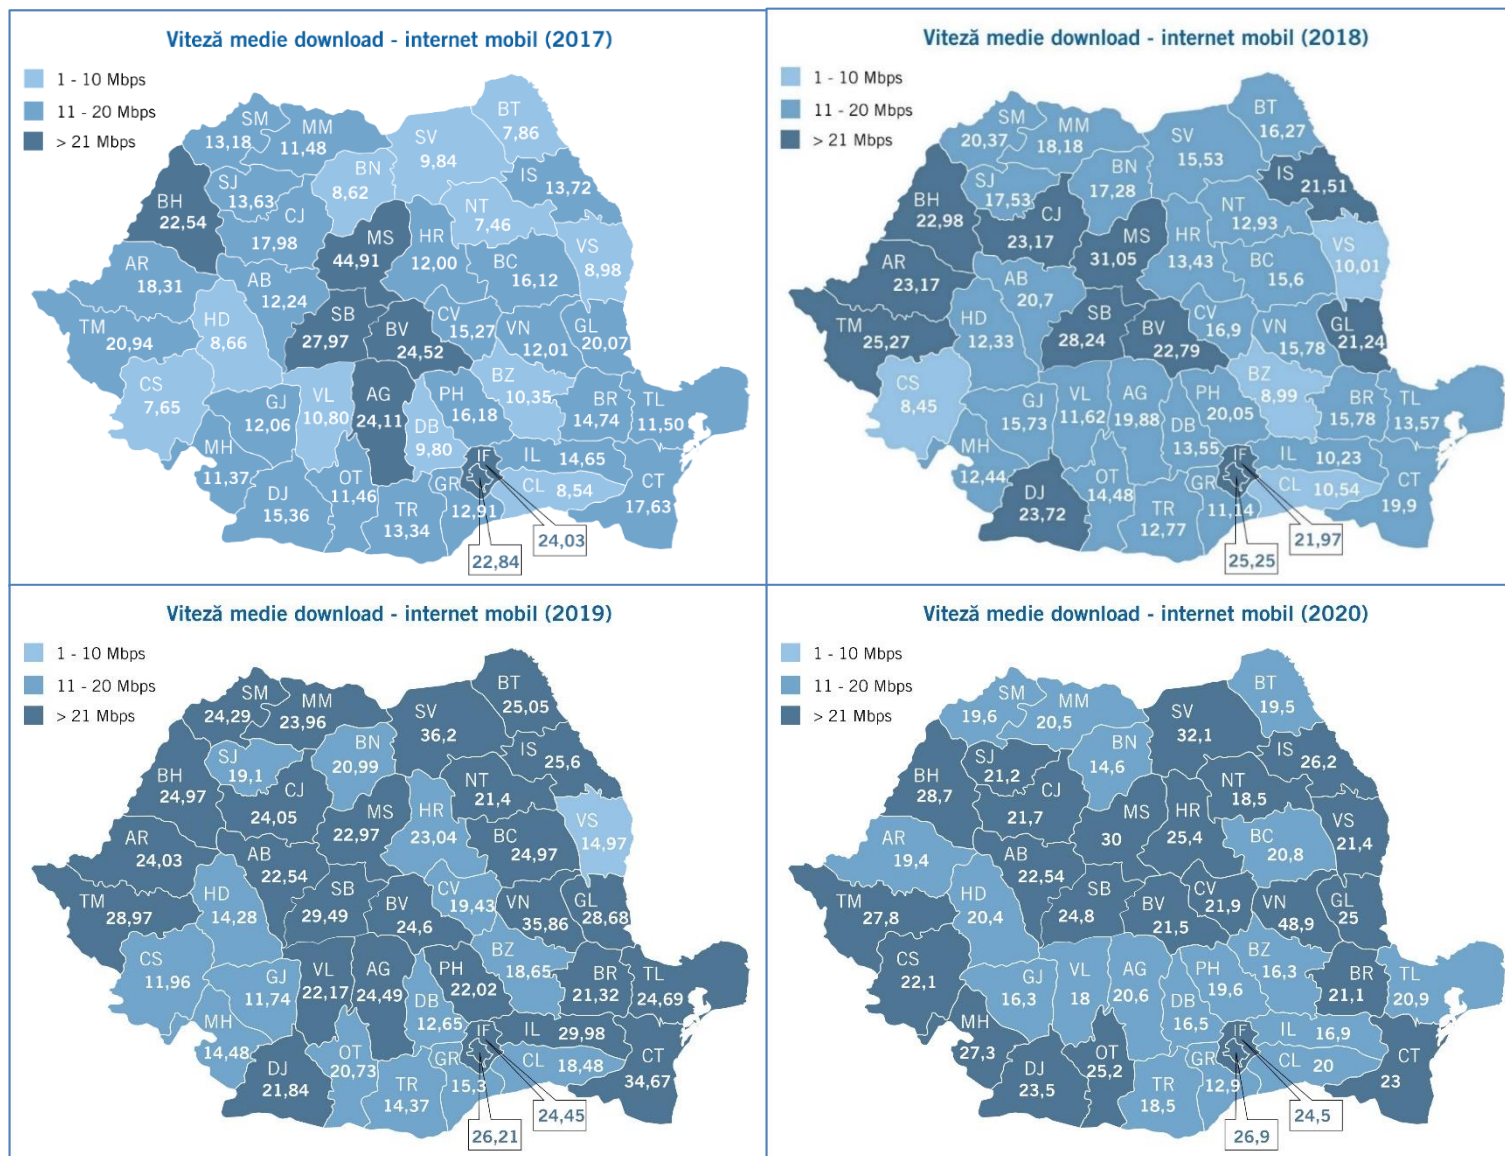 Viteză medie download - internet mobil (2017)
1 - 10 Mbps
11 - 20 Mbps
> 21 Mbps
SM
13,18
MM
11,48
SV
9,84
BT
7,86
BN
8,62
IS
13,72
SJ
13,63
BH
22,54
CJ
17,98
NT
7,46
MS
44,91
HR
12,00
VS
8,98
BC
16,12
AR
18,31
AB
12,24
TM
20,94
HD
8,66
SB
27,97
BV
24,52
CV
15,27
VN
12,01
GL
20,07
CS
7,65
GJ
12,06
VL
10,80
AG
24,11
PH
16,18
BZ
10,35
BR
14,74
TL
11,50
DB
9,80
MH
11,37
DJ
15,36
OT
11,46
TR
13,34
GR
12,91
IF
IL
14,65
CL
8,54
CT
17,63
24,03
22,84
Viteză medie download - internet mobil (2018)
1 - 10 Mbps
11 - 20 Mbps
> 21 Mbps
SM
20,37
MM
18,18
SV
15,53
BT
16,27
BN
17,28
IS
21,51
SJ
17,53
BH
22,98
CJ
23,17
NT
12,93
MS
31,05
HR
13,43
VS
10,01
BC
15,6
AR
23,17
AB
20,7
TM
25,27
HD
12,33
SB
28,24
BV
22,79
CV
16,9
VN
15,78
GL
21,24
CS
8,45
GJ
15,73
VL
11,62
AG
19,88
PH
20,05
BZ
8,99
BR
15,78
TL
13,57
DB
13,55
MH
12,44
DJ
23,72
OT
14,48
TR
12,77
GR
11,14
IF
IL
10,23
CL
10,54
CT
19,9
21,97
25,25
Viteză medie download - internet mobil (2019)
1 - 10 Mbps
11 - 20 Mbps
> 21 Mbps
SM
24,29
MM
23,96
SV
36,2
BT
25,05
BN
20,99
IS
25,6
SJ
19,1
BH
24,97
CJ
24,05
NT
21,4
MS
22,97
HR
23,04
VS
14,97
BC
24,97
AR
24,03
AB
22,54
TM
28,97
HD
14,28
SB
29,49
BV
24,6
CV
19,43
VN
35,86
GL
28,68
CS
11,96
GJ
11,74
VL
22,17
AG
24,49
PH
22,02
BZ
18,65
BR
21,32
TL
24,69
DB
12,65
MH
14,48
DJ
21,84
OT
20,73
TR
14,37
GR
15,3
IF
IL
29,98
CL
18,48
CT
34,67
24,45
26,21
Viteză medie download - internet mobil (2020)
1 - 10 Mbps
11 - 20 Mbps
> 21 Mbps
SM
19,6
MM
20,5
SV
32,1
BT
19,5
BN
14,6
IS
26,2
SJ
21,2
BH
28,7
CJ
21,7
NT
18,5
MS
30
HR
25,4
VS
21,4
BC
20,8
AR
19,4
AB
22,54
TM
27,8
HD
20,4
SB
24,8
BV
21,5
CV
21,9
VN
48,9
GL
25
CS
22,1
GJ
16,3
VL
18
AG
20,6
PH
19,6
BZ
16,3
BR
21,1
TL
20,9
DB
16,5
MH
27,3
DJ
23,5
OT
25,2
TR
18,5
GR
12,9
IF
IL
16,9
CL
20
CT
23
24,5
26,9